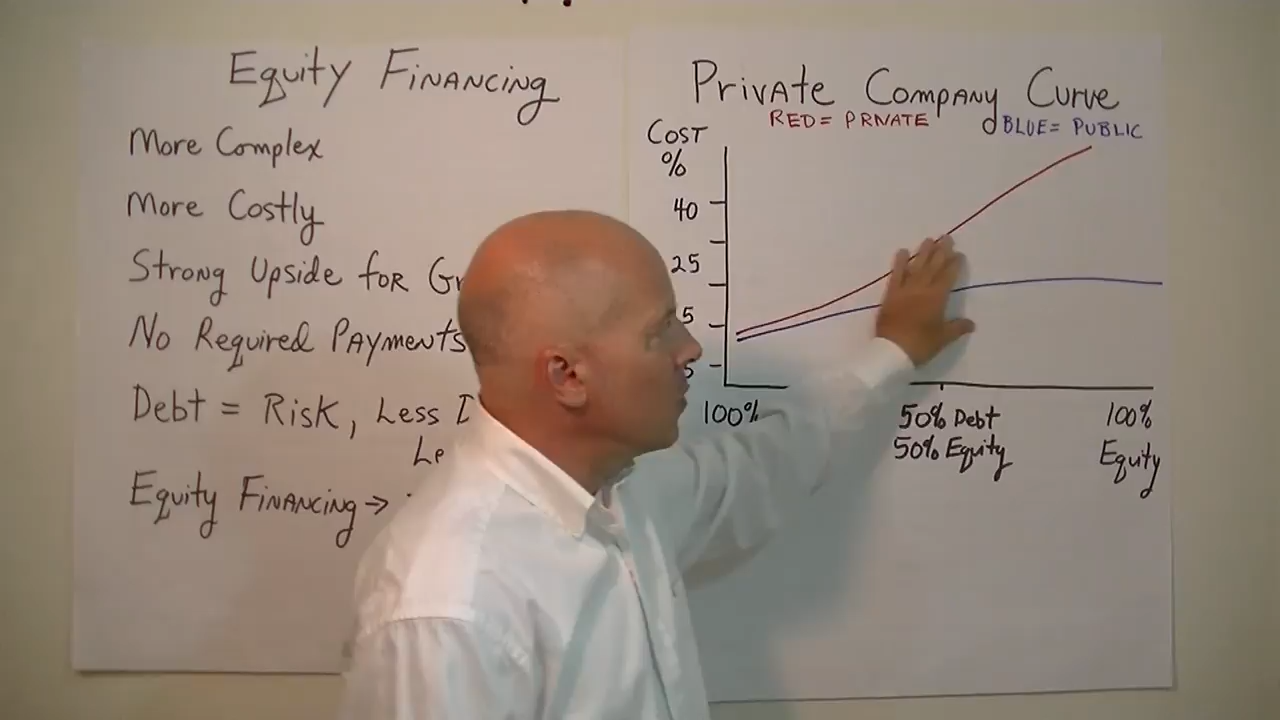 Equity Financing
More Complex
More Costly
Strong Upside for
No Required Payments
Debt = Risk, Less
Equity Financing →
Private Company Curve
RED = PRIVATE
BLUE = PUBLIC
COST
%
40
25
5
5
100%
50% Debt
50% Equity
100%
Equity